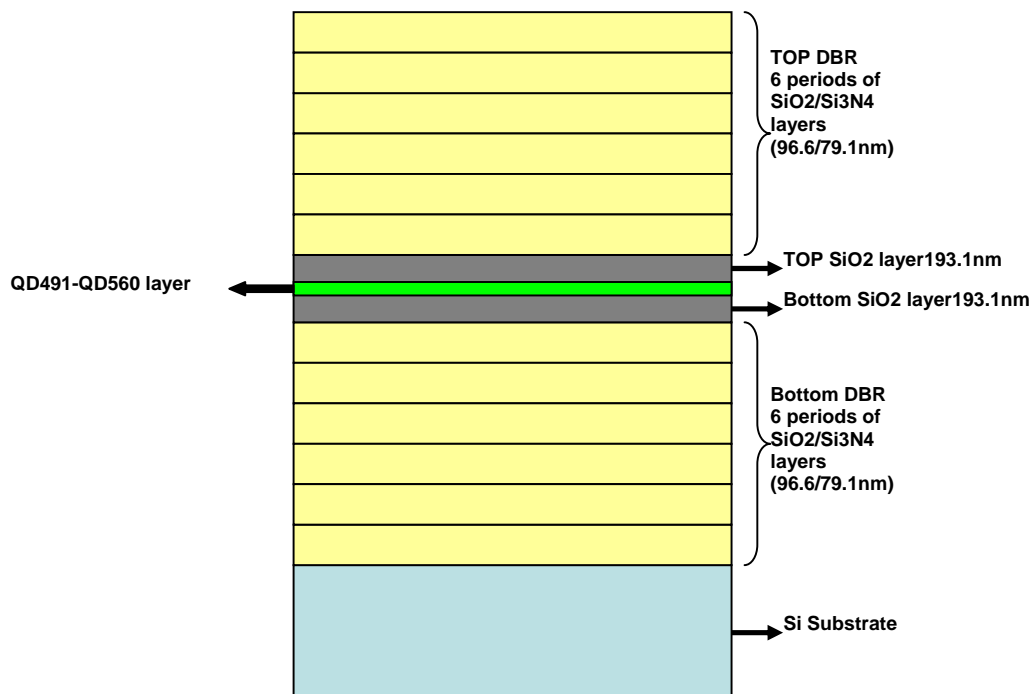 TOP DBR
6 periods of
SiO2/Si3N4
layers
(96.6/79.1nm)
TOP SiO2 layer193.1nm
QD491-QD560 layer
Bottom SiO2 layer193.1nm
Bottom DBR
6 periods of
SiO2/Si3N4
layers
(96.6/79.1nm)
Si Substrate